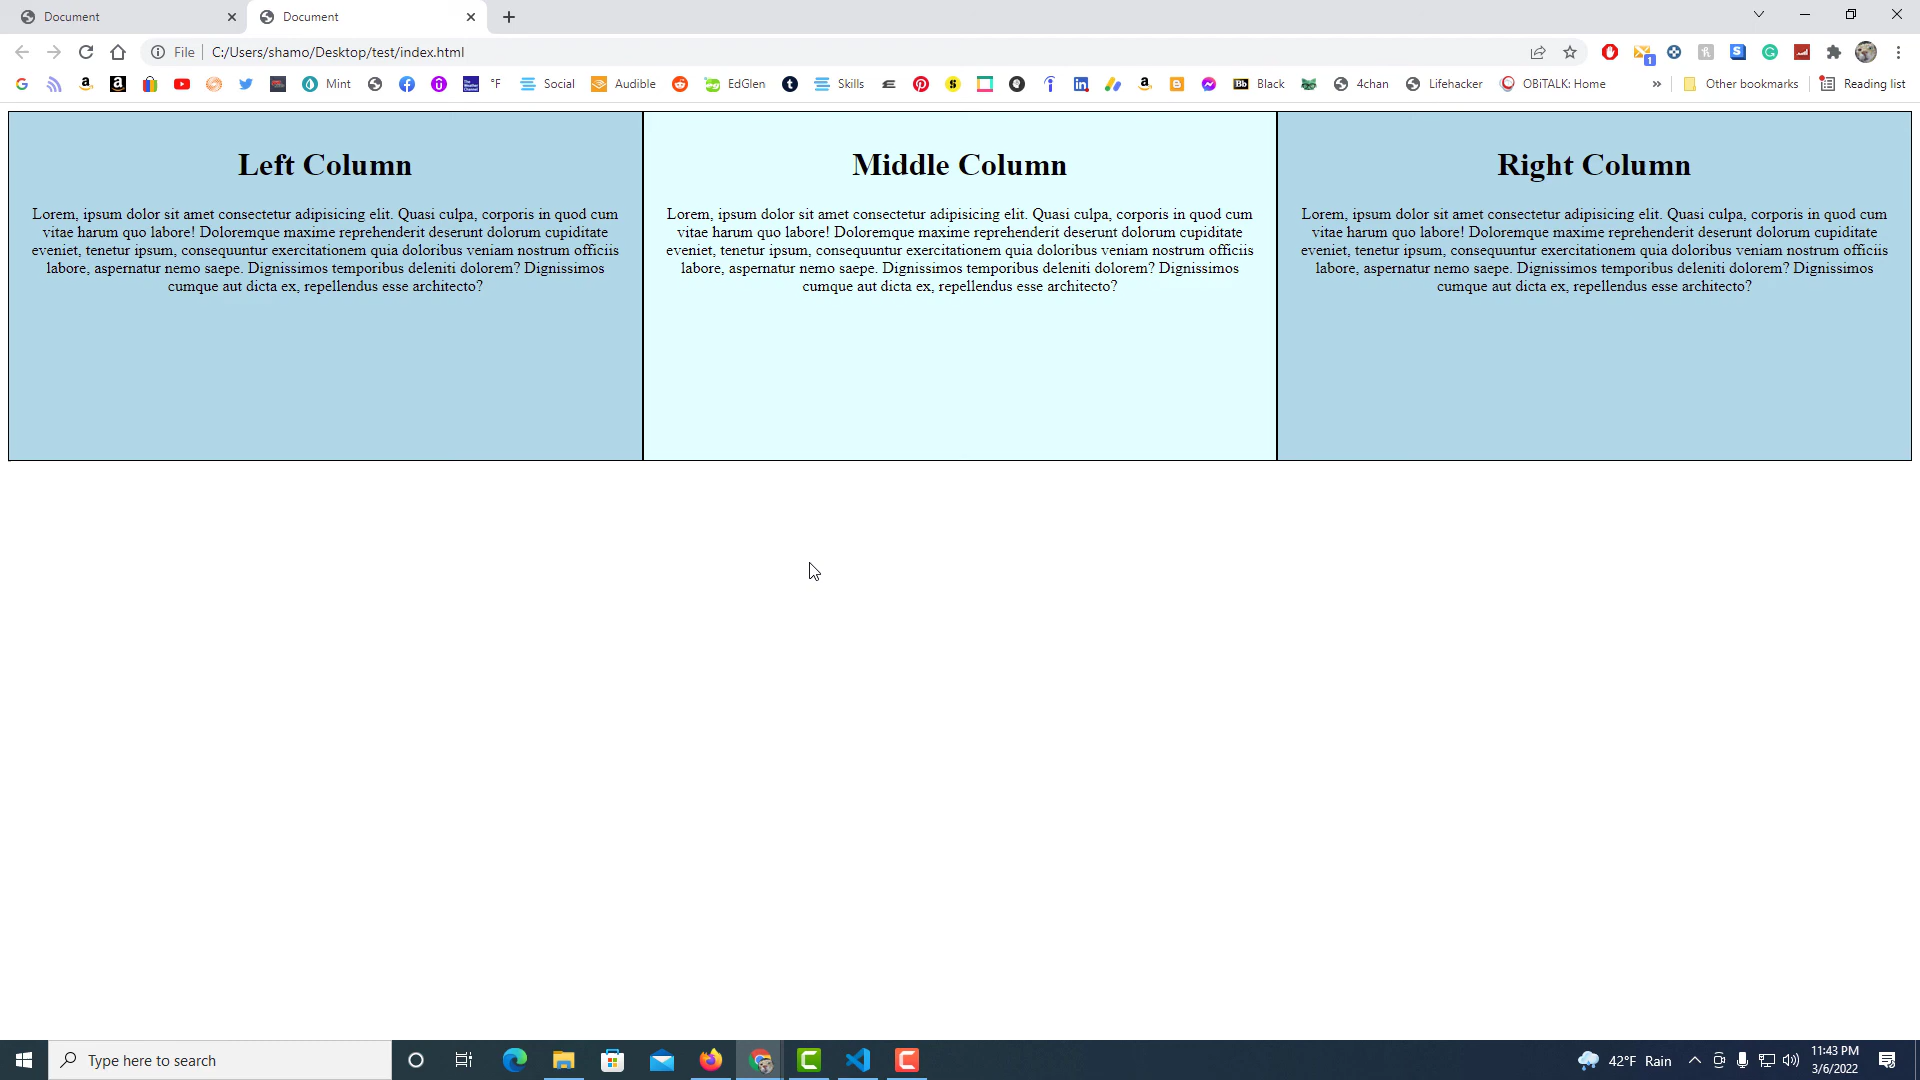 Document
Document
File
C:/Users/shamo/Desktop/test/index.html
1
Mint
°F
Social
Audible
EdGlen
Skills
Black
4chan
Lifehacker
OBiTALK: Home
Other bookmarks
Reading list
Left Column
Lorem, ipsum dolor sit amet consectetur adipisicing elit. Quasi culpa, corporis in quod cum
vitae harum quo labore! Doloremque maxime reprehenderit deserunt dolorum cupiditate
eveniet, tenetur ipsum, consequuntur exercitationem quia doloribus veniam nostrum officiis
labore, aspernatur nemo saepe. Dignissimos temporibus deleniti dolorem? Dignissimos
cumque aut dicta ex, repellendus esse architecto?
Middle Column
Lorem, ipsum dolor sit amet consectetur adipisicing elit. Quasi culpa, corporis in quod cum
vitae harum quo labore! Doloremque maxime reprehenderit deserunt dolorum cupiditate
eveniet, tenetur ipsum, consequuntur exercitationem quia doloribus veniam nostrum officiis
labore, aspernatur nemo saepe. Dignissimos temporibus deleniti dolorem? Dignissimos
cumque aut dicta ex, repellendus esse architecto?
Right Column
Lorem, ipsum dolor sit amet consectetur adipisicing elit. Quasi culpa, corporis in quod cum
vitae harum quo labore! Doloremque maxime reprehenderit deserunt dolorum cupiditate
eveniet, tenetur ipsum, consequuntur exercitationem quia doloribus veniam nostrum officiis
labore, aspernatur nemo saepe. Dignissimos temporibus deleniti dolorem? Dignissimos
cumque aut dicta ex, repellendus esse architecto?
Type here to search
42°F Rain
11:43 PM
3/6/2022